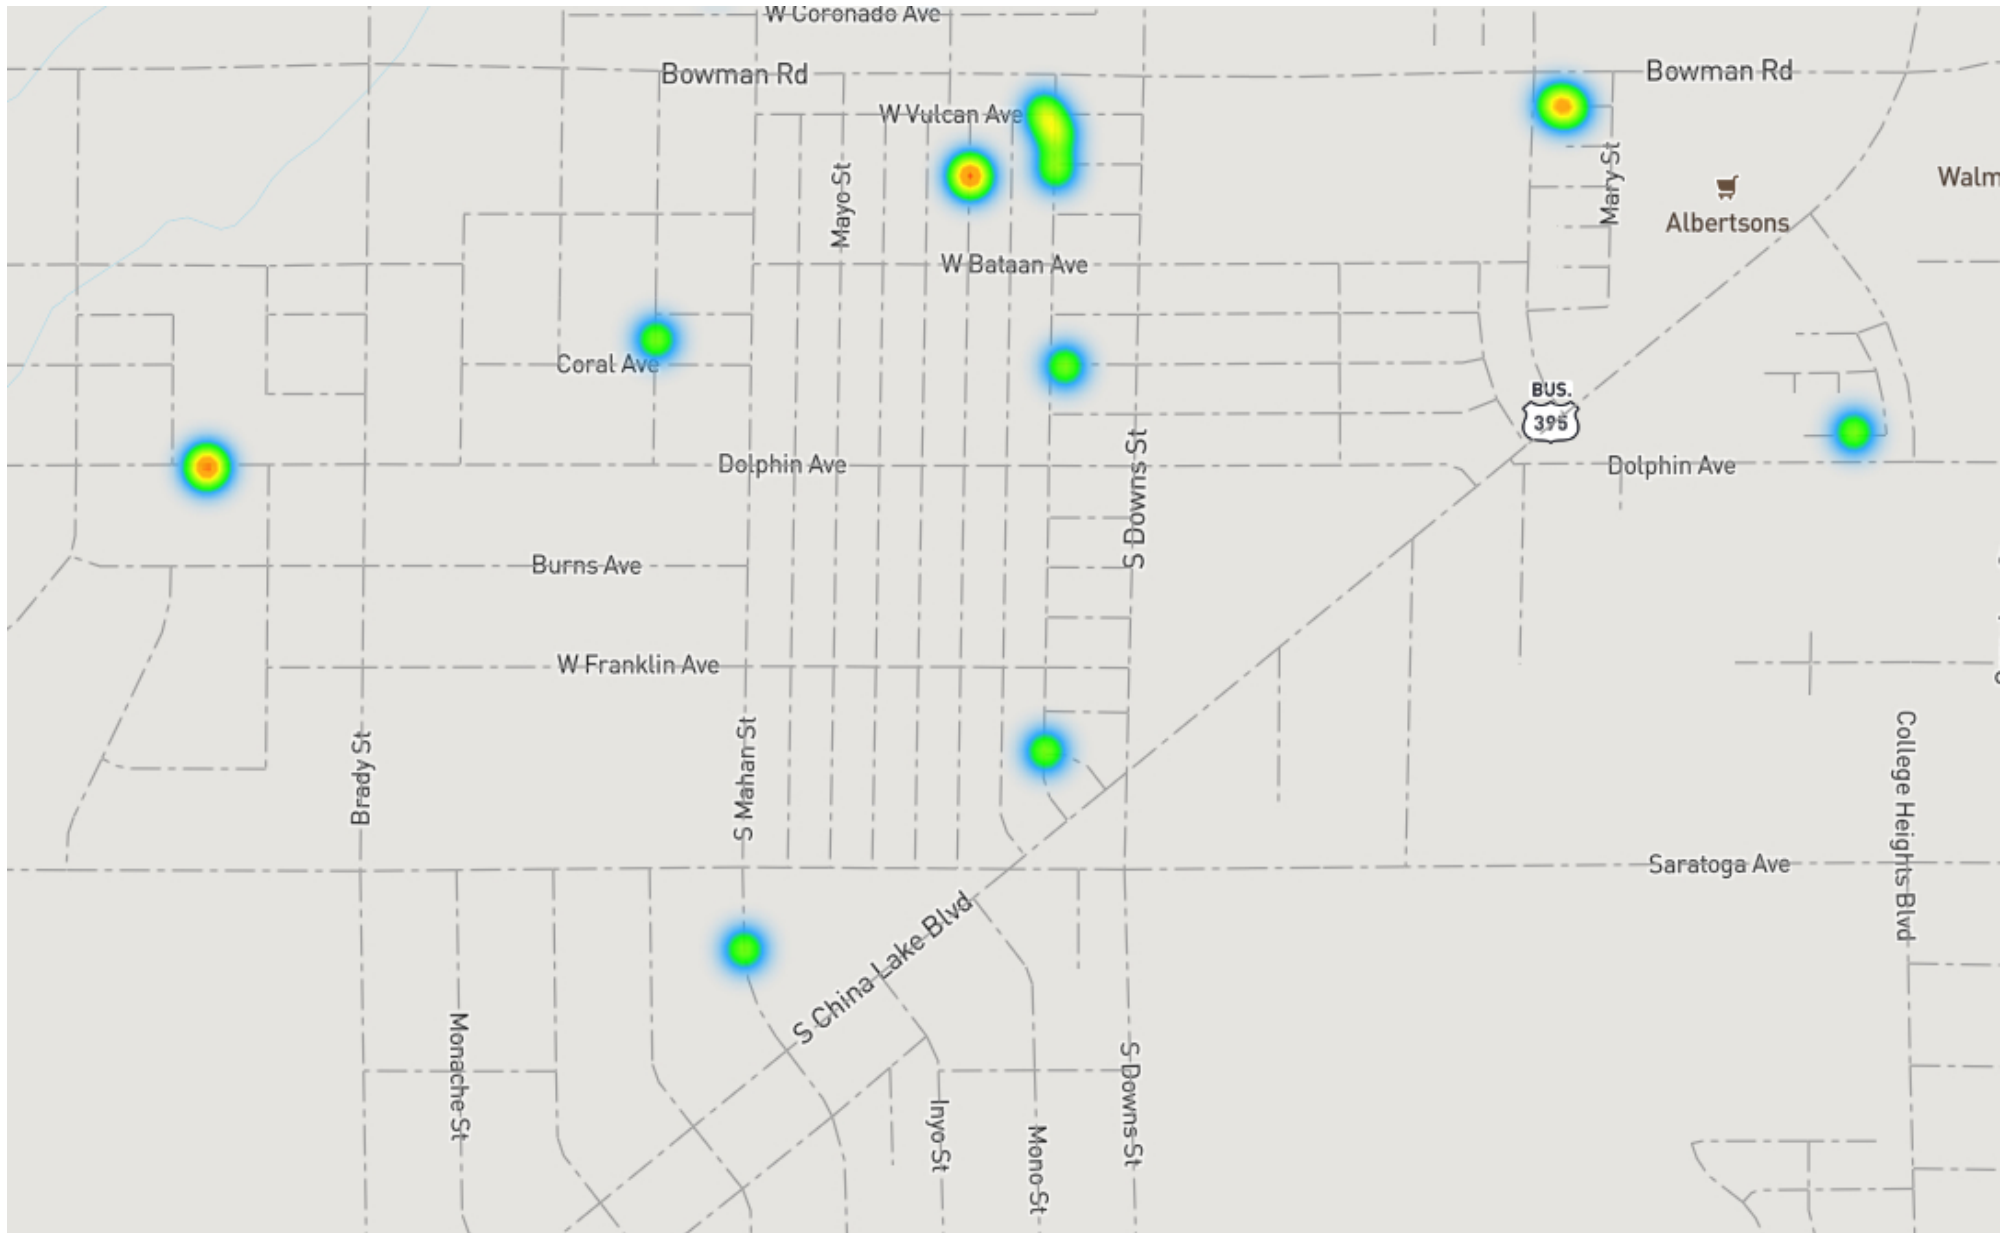 W Coronado Ave
Bowman Rd
Bowman Rd
W Vulcan Ave
Mayo St
Mary St
Walm
Albertsons
W Bataan Ave
Coral Ave
BUS.
395
Dolphin Ave
Dolphin Ave
S Downs St
Burns Ave
W Franklin Ave
Brady St
S Mahan St
College Heights Blvd
Saratoga Ave
S China Lake Blvd
Monache St
Inyo St
Mono St
S Downs St